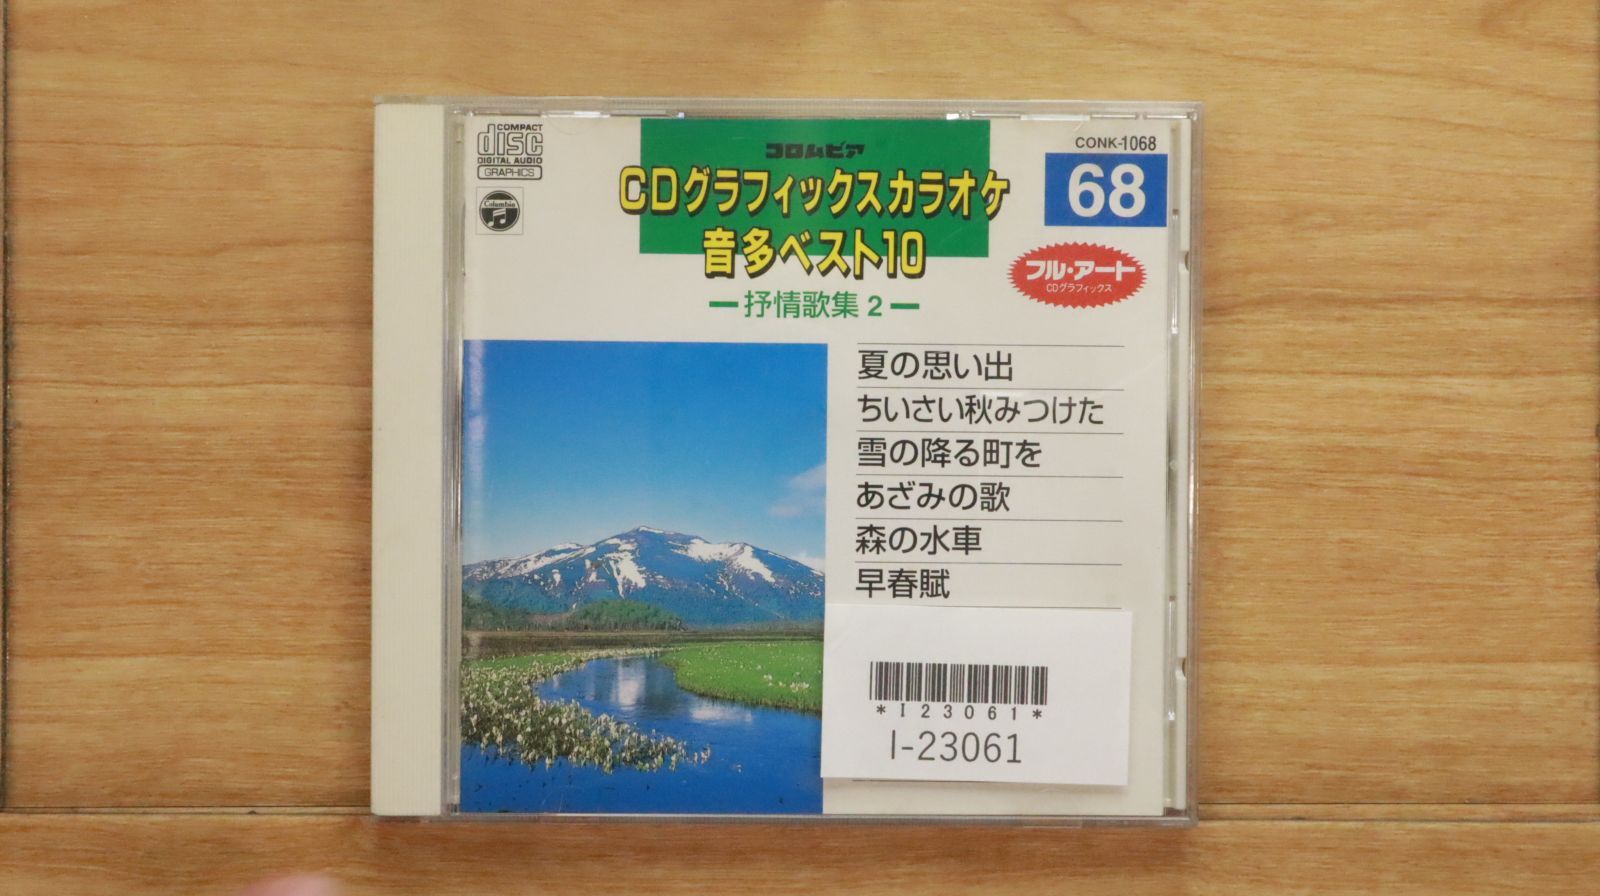 COMPACT
disc
DIGITAL AUDIO
GRAPHICS
Columbia
コロムビア
CDグラフィックスカラオケ
音多ベスト10
ー抒情歌集 2ー
CONK-1068
68
フル・アート
CDグラフィックス
夏の思い出
ちいさい秋みつけた
雪の降る町を
あざみの歌
森の水車
早春賦
*I23061*
I-23061